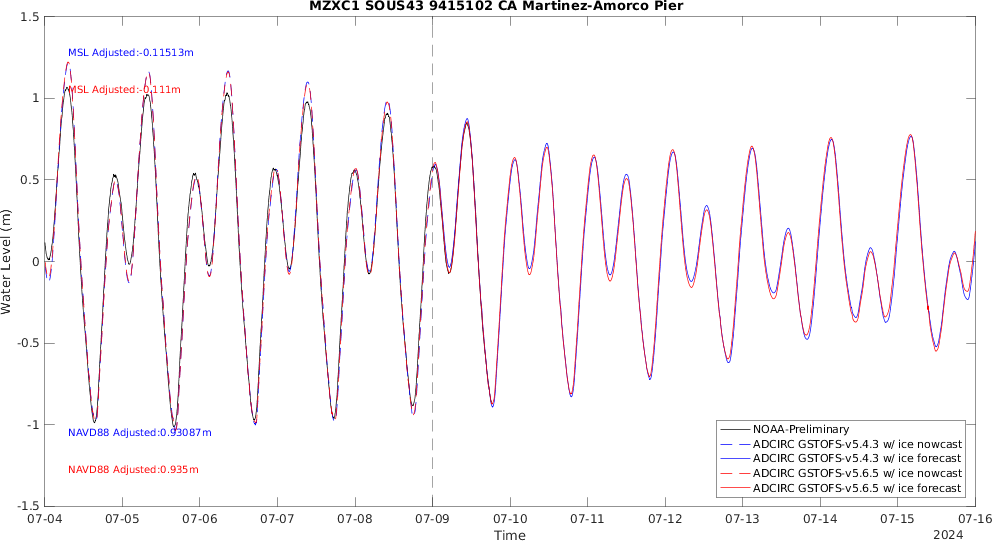 MZXC1 SOUS43 9415102 CA Martinez-Amorco Pier
1.5
1
0.5
0
-0.5
-1
-1.5
Water Level (m)
MSL Adjusted:-0.11513m
MSL Adjusted:-0.111m
NAVD88 Adjusted:0.93087m
NAVD88 Adjusted:0.935m
NOAA-Preliminary
ADCIRC GSTOFS-v5.4.3 w/ ice nowcast
ADCIRC GSTOFS-v5.4.3 w/ ice forecast
ADCIRC GSTOFS-v5.6.5 w/ ice nowcast
ADCIRC GSTOFS-v5.6.5 w/ ice forecast
07-04 07-05 07-06 07-07 07-08 07-09 07-10 07-11 07-12 07-13 07-14 07-15 07-16
Time
2024